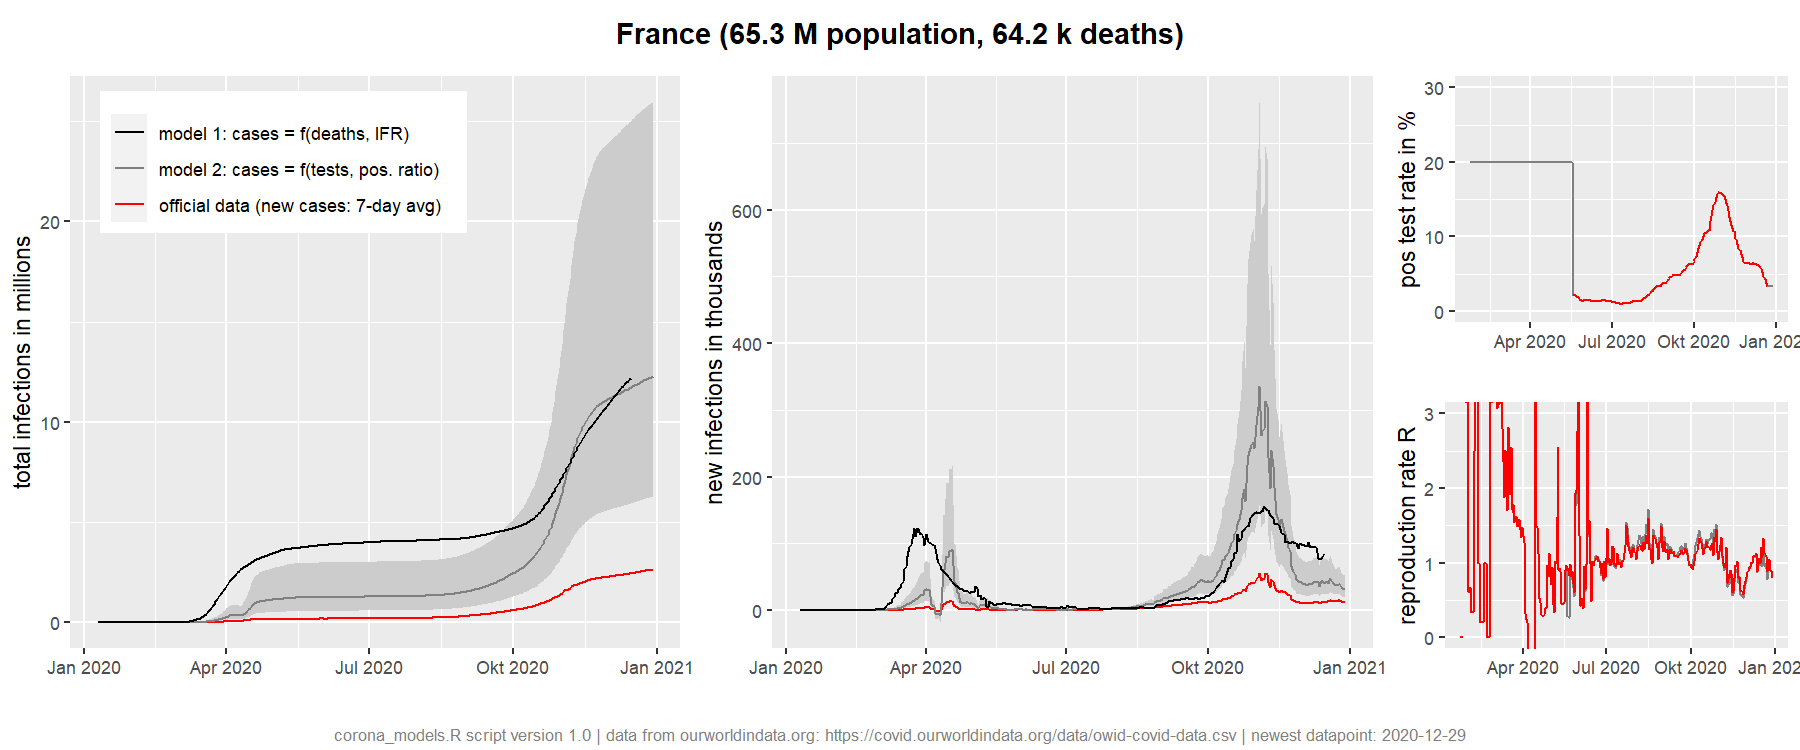 France (65.3 M population, 64.2 k deaths)
total infections in millions
20
10
0
model 1: cases = f(deaths, IFR)
model 2: cases = f(tests, pos. ratio)
official data (new cases: 7-day avg)
Jan 2020 Apr 2020 Jul 2020 Okt 2020 Jan 2021
new infections in thousands
600
400
200
0
Jan 2020 Apr 2020 Jul 2020 Okt 2020 Jan 2021
pos test rate in %
30
20
10
0
Apr 2020 Jul 2020 Okt 2020 Jan 202
reproduction rate R
3
2
1
0
Apr 2020 Jul 2020 Okt 2020 Jan 202
corona_models.R script version 1.0 | data from ourworldindata.org: https://covid.ourworldindata.org/data/owid-covid-data.csv | newest datapoint: 2020-12-29